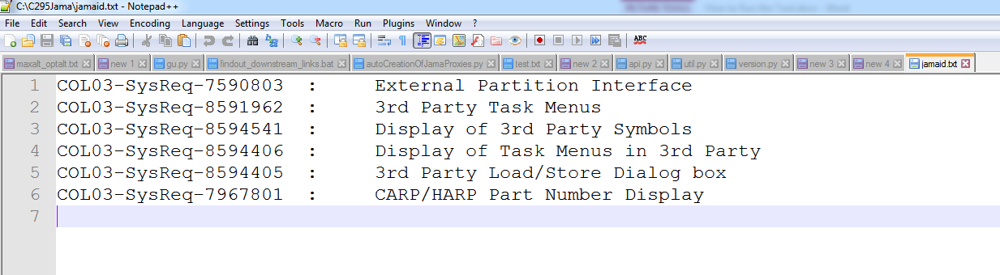 C:\C295Jama\jamaid.txt - Notepad++
File Edit Search View Encoding Language Settings Tools Macro Run Plugins Window ?
ABC
maxalt_optalt.txt new 1 gu.py findout_downstream_links.bat autoCreationOfJamaProxies.py test.txt new 2 api.py util.py version.py new 3 new 4 jamaid.txt
1 COL03-SysReq-7590803 : External Partition Interface
2 COL03-SysReq-8591962 : 3rd Party Task Menus
3 COL03-SysReq-8594541 : Display of 3rd Party Symbols
4 COL03-SysReq-8594406 : Display of Task Menus in 3rd Party
5 COL03-SysReq-8594405 : 3rd Party Load/Store Dialog box
6 COL03-SysReq-7967801 : CARP/HARP Part Number Display
7